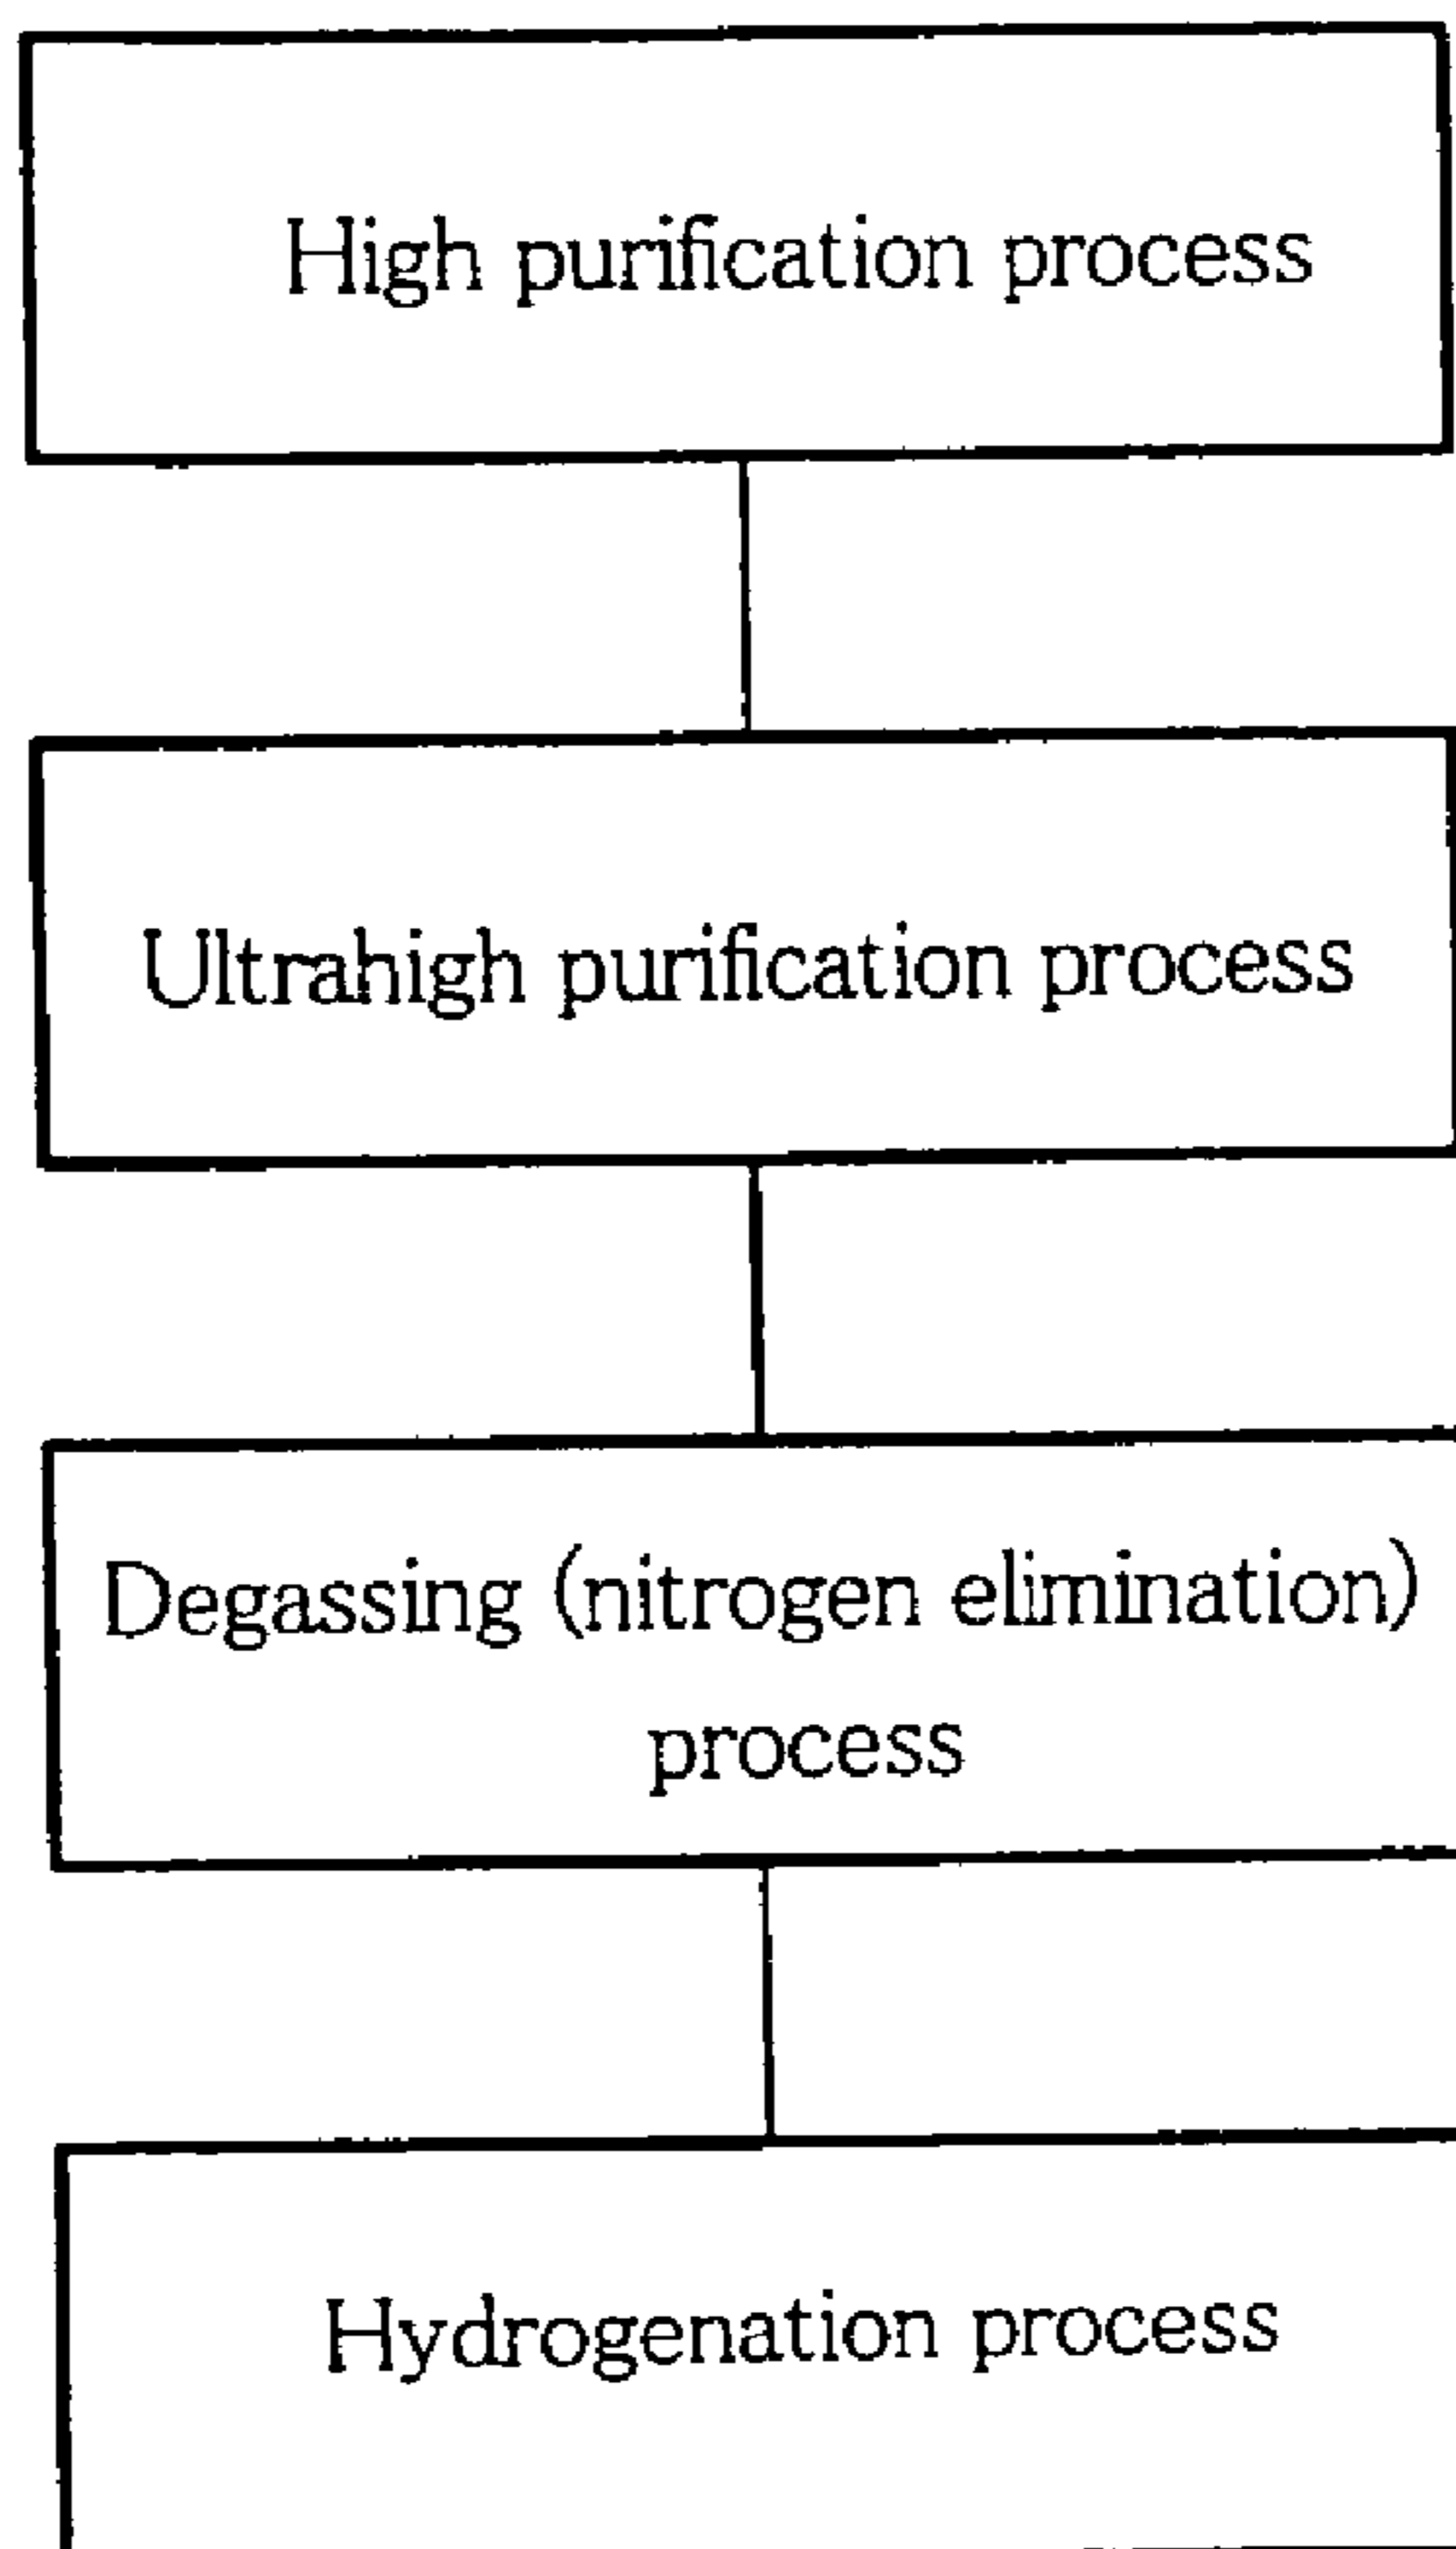 High purification process
Ultrahigh purification process
Degassing (nitrogen elimination)
process
Hydrogenation process